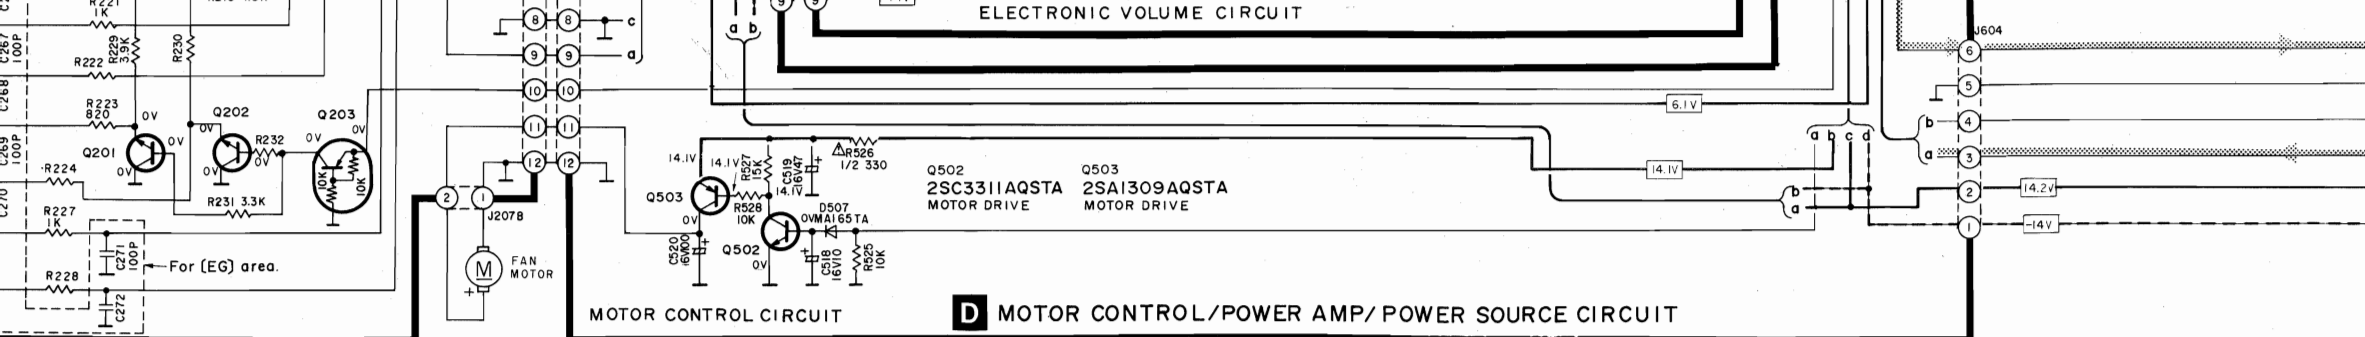 R221
1K
R229
3.9K
R230
C267
100P
R222
C268
R223
820
0V
Q202
Q203
0V
0V
0V
0V
R232
0V
Q201
0V
0V
C269
100P
R224
10K
10K
R231 3.3K
C270
R227
1K
C271
100P
For (EG) area.
R228
C272
8 8 c
9 9 a
10 10
11 11
12 12
2 1
J2078
M
+
FAN
MOTOR
9 9
a b
ELECTRONIC VOLUME CIRCUIT
6.1V
14.1V
14.1V
R527
15K
C519
16V47
+
⚠R526
1/2 330
14.1V
Q503
R528
10K
0V
D507
0VMA165TA
C520
16V100
+
Q502
0V
C518
16V10
+
R525
10K
Q502
2SC3311AQSTA
MOTOR DRIVE
Q503
2SA1309AQSTA
MOTOR DRIVE
14.1V
a b c d
b
a
J604
6
5
b 4
a 3
2 14.2V
1 -14V
MOTOR CONTROL CIRCUIT
D MOTOR CONTROL/POWER AMP/POWER SOURCE CIRCUIT